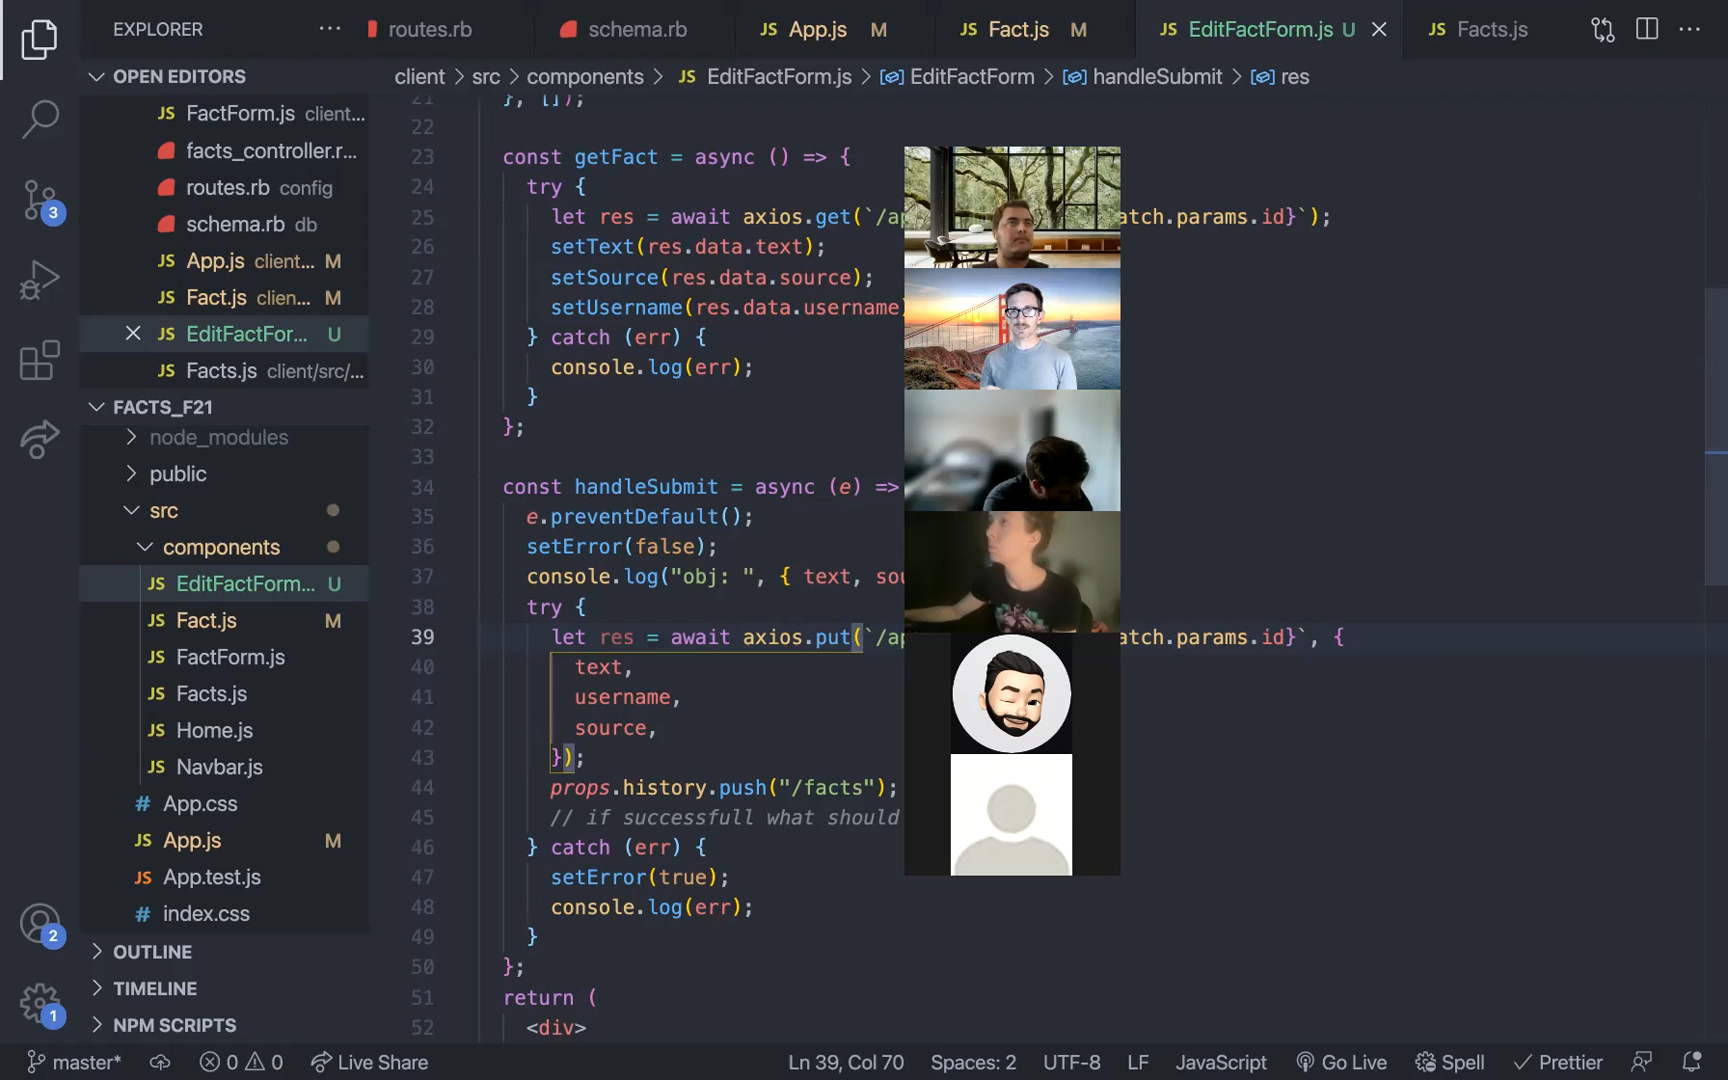 EXPLORER
routes.rb
schema.rb
JS App.js M
JS Fact.js M
JS EditFactForm.js U
JS Facts.js
OPEN EDITORS
client > src > components > JS EditFactForm.js > EditFactForm > handleSubmit > res
JS FactForm.js client...
facts_controller.r...
routes.rb config
schema.rb db
JS App.js client... M
JS Fact.js clien... M
JS EditFactFor... U
JS Facts.js client/src/...
FACTS_F21
node_modules
public
src
components
JS EditFactForm... U
JS Fact.js M
JS FactForm.js
JS Facts.js
JS Home.js
JS Navbar.js
# App.css
JS App.js M
JS App.test.js
# index.css
OUTLINE
TIMELINE
NPM SCRIPTS
3
2
1
21 }, []);
22
23 const getFact = async () => {
24 try {
25 let res = await axios.get(`/ap atch.params.id}`);
26 setText(res.data.text);
27 setSource(res.data.source);
28 setUsername(res.data.username)
29 } catch (err) {
30 console.log(err);
31 }
32 };
33
34 const handleSubmit = async (e) =>
35 e.preventDefault();
36 setError(false);
37 console.log("obj: ", { text, sou
38 try {
39 let res = await axios.put(`/ap atch.params.id}`, {
40 text,
41 username,
42 source,
43 });
44 props.history.push("/facts");
45 // if successfull what should
46 } catch (err) {
47 setError(true);
48 console.log(err);
49 }
50 };
51 return (
52 <div>
master*
0 0
Live Share
Ln 39, Col 70
Spaces: 2
UTF-8
LF
JavaScript
Go Live
Spell
Prettier